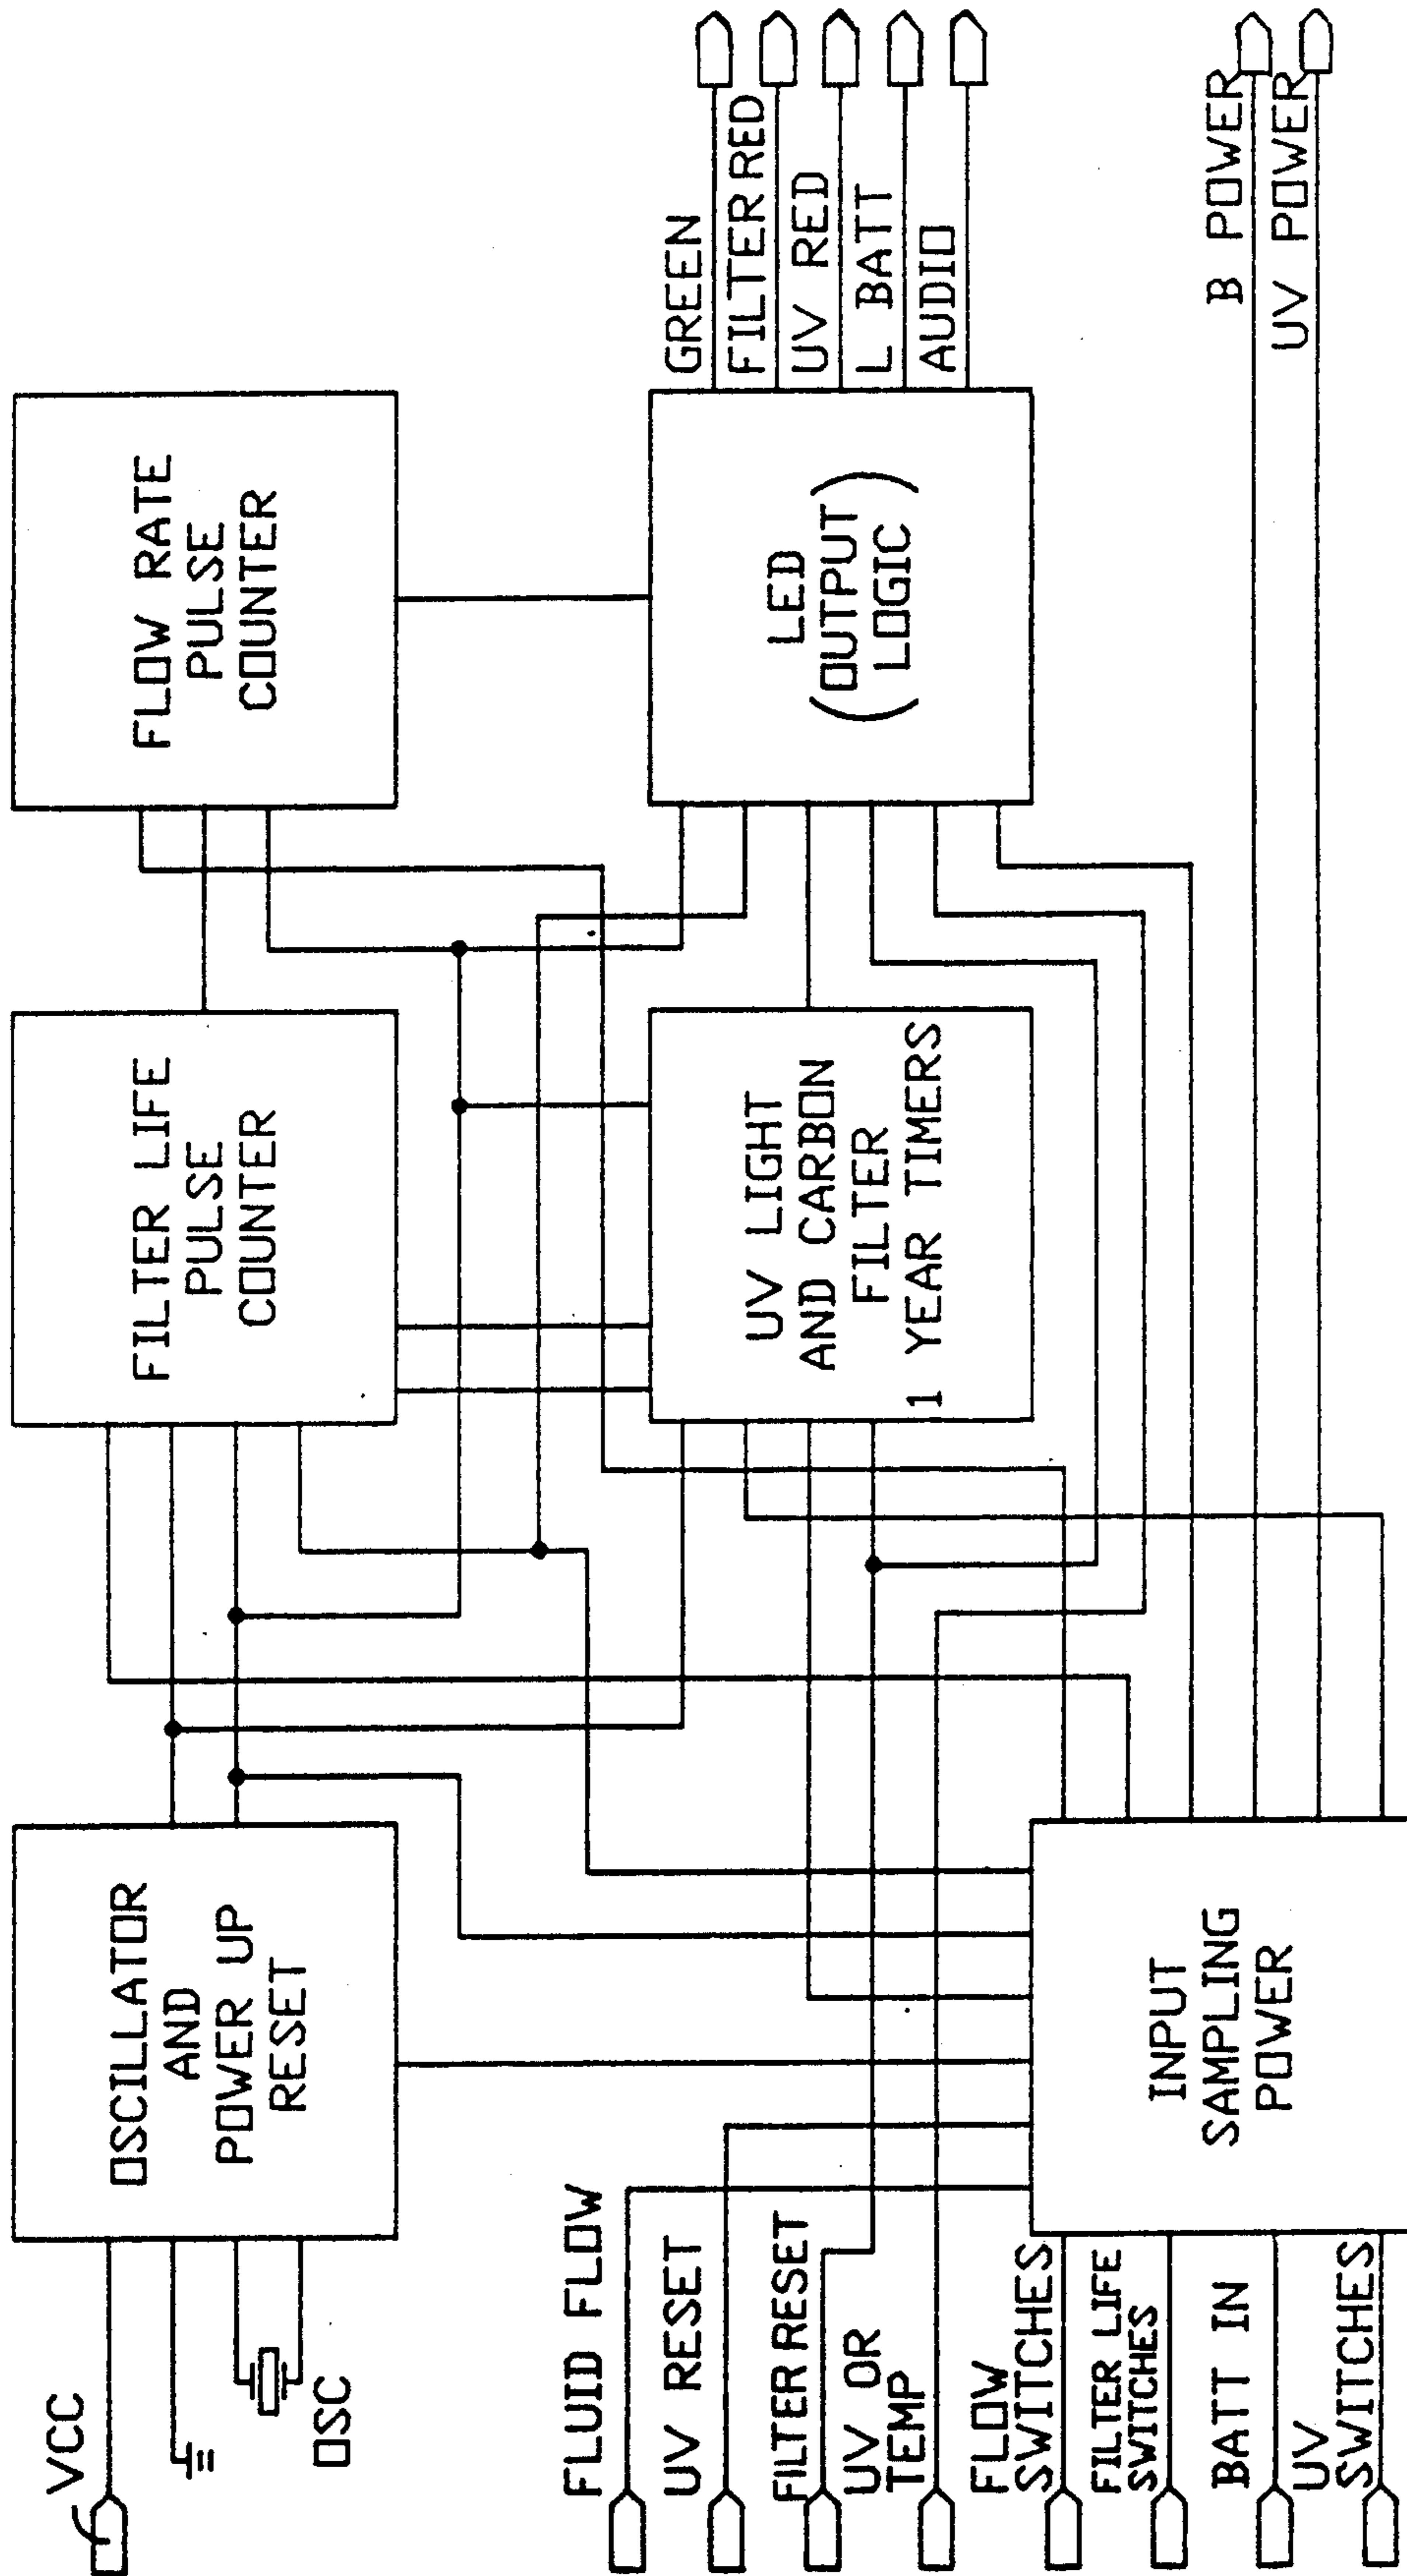 VCC
OSC
OSCILLATOR
AND
POWER UP
RESET
FILTER LIFE
PULSE
COUNTER
FLOW RATE
PULSE
COUNTER
FLUID FLOW
UV RESET
FILTER RESET
UV OR
TEMP
FLOW
SWITCHES
FILTER LIFE
SWITCHES
BATT IN
UV
SWITCHES
INPUT
SAMPLING
POWER
UV LIGHT
AND CARBON
FILTER
1 YEAR TIMERS
LED
(OUTPUT
LOGIC)
GREEN
FILTER RED
UV RED
L BATT
AUDIO
B POWER
UV POWER